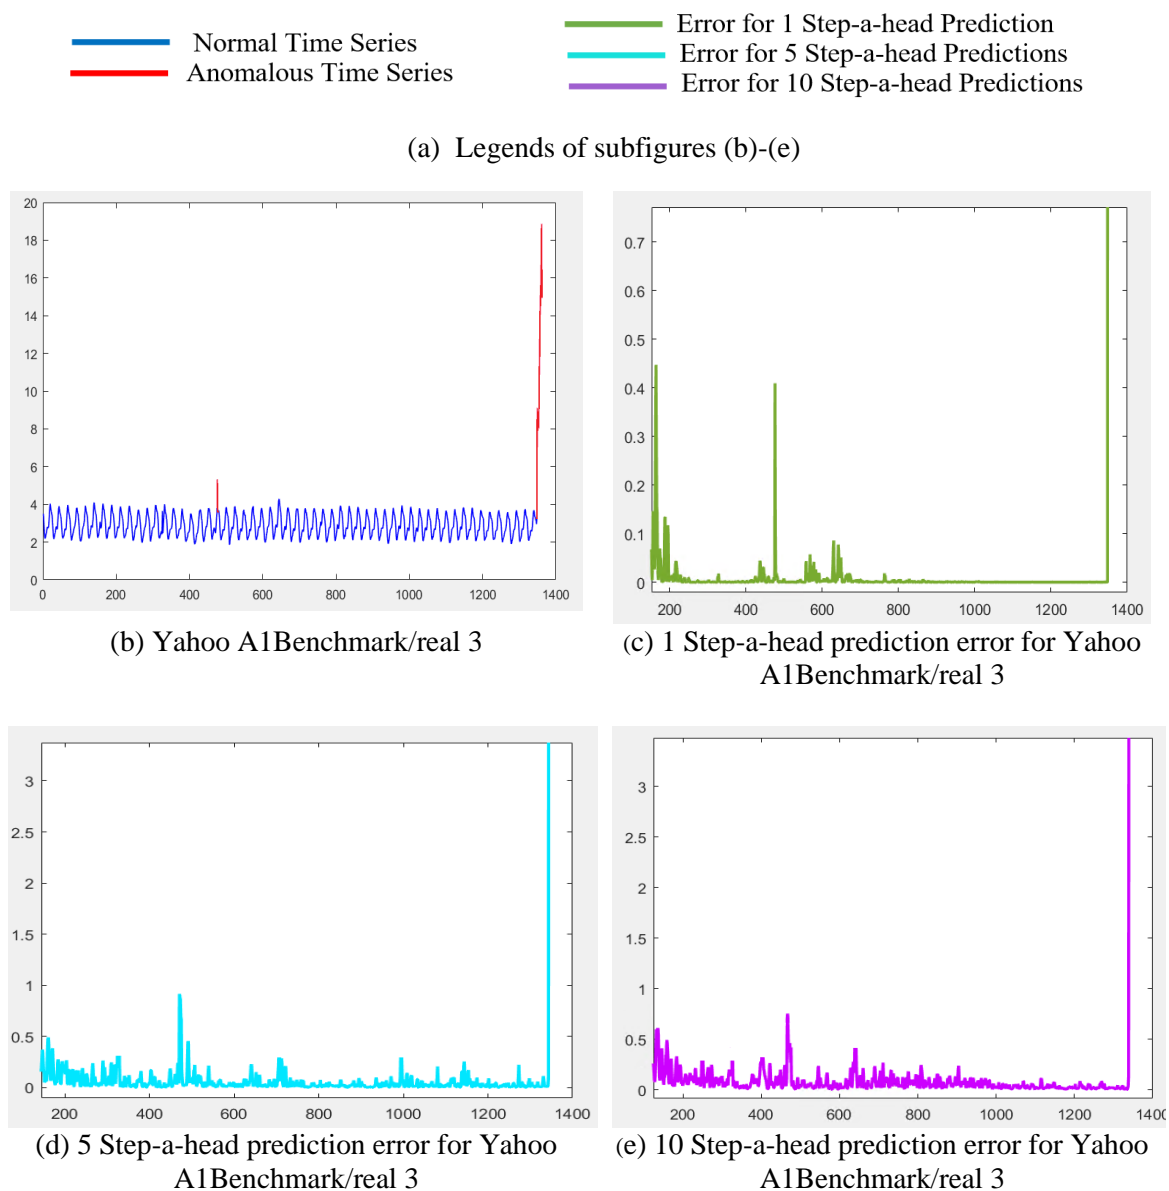 Normal Time Series
Anomalous Time Series
Error for 1 Step-a-head Prediction
Error for 5 Step-a-head Predictions
Error for 10 Step-a-head Predictions
(a) Legends of subfigures (b)-(e)
20
18
16
14
12
10
8
6
4
2
0
0 200 400 600 800 1000 1200 1400
(b) Yahoo A1Benchmark/real 3
0.7
0.6
0.5
0.4
0.3
0.2
0.1
0
200 400 600 800 1000 1200 1400
(c) 1 Step-a-head prediction error for Yahoo
A1Benchmark/real 3
3
2.5
2
1.5
1
0.5
0
200 400 600 800 1000 1200 1400
(d) 5 Step-a-head prediction error for Yahoo
A1Benchmark/real 3
3
2.5
2
1.5
1
0.5
0
200 400 600 800 1000 1200 1400
(e) 10 Step-a-head prediction error for Yahoo
A1Benchmark/real 3